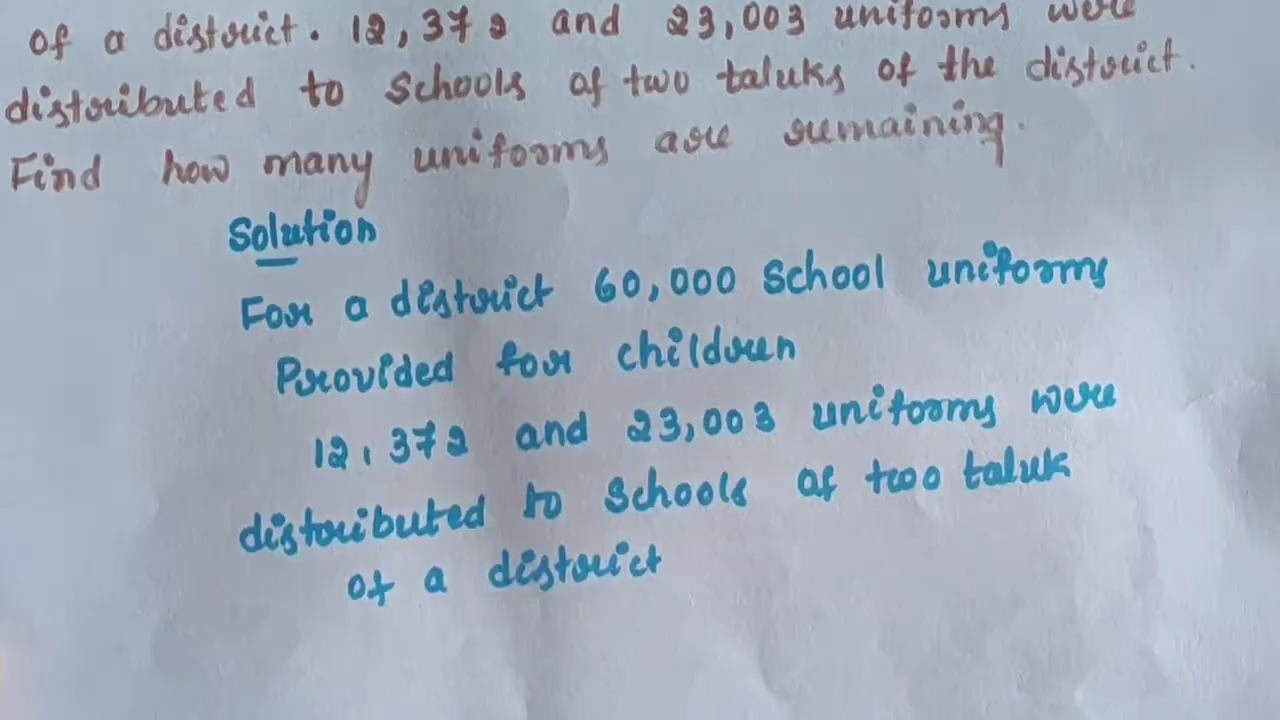 of a district. 12,372 and 23,003 uniforms were
distributed to schools of two taluks of the district.
Find how many uniforms are remaining.
Solution
For a district 60,000 School uniforms
Provided for children
12,372 and 23,003 uniforms were
distributed to schools of two taluk
of a district